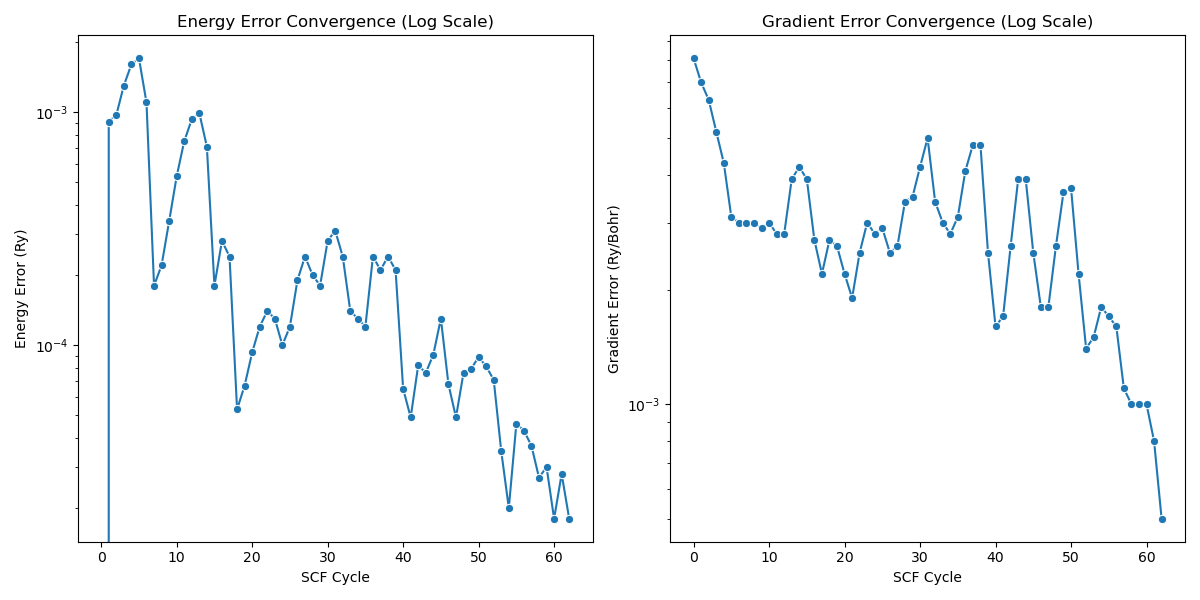 Energy Error Convergence (Log Scale)
Energy Error (Ry)
10⁻³
10⁻⁴
0 10 20 30 40 50 60
SCF Cycle
Gradient Error Convergence (Log Scale)
Gradient Error (Ry/Bohr)
10⁻³
0 10 20 30 40 50 60
SCF Cycle